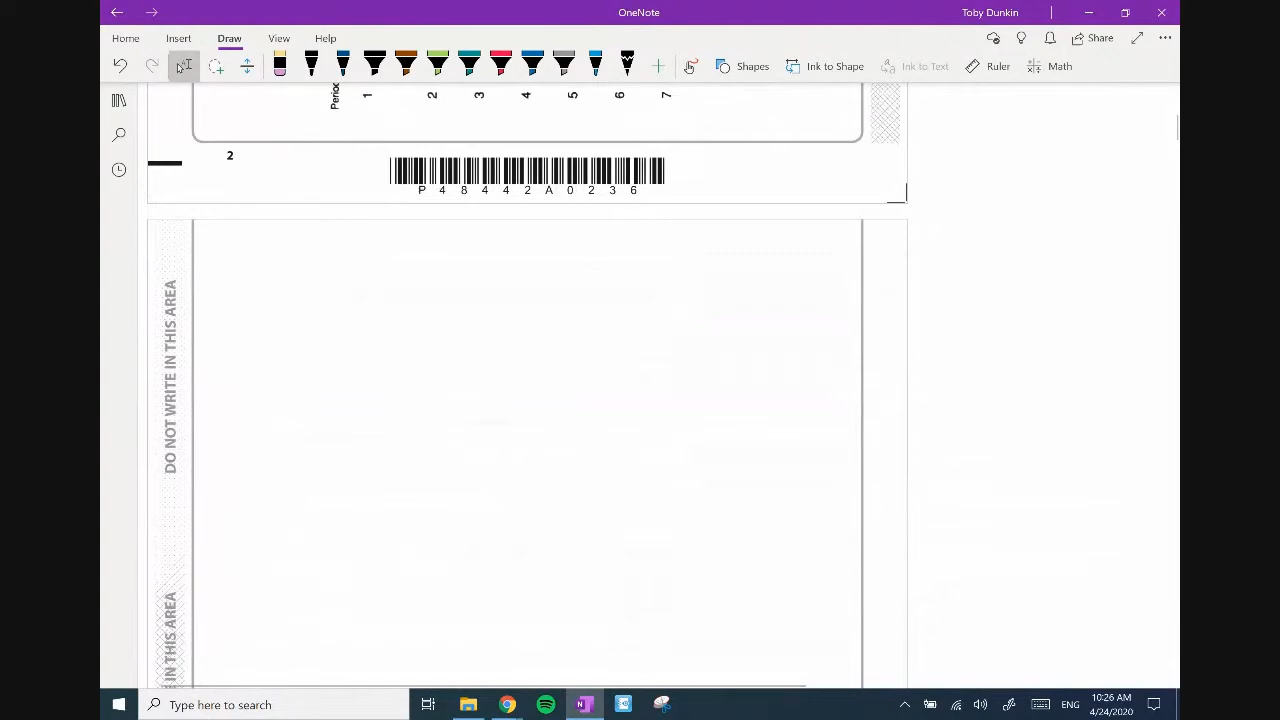 OneNote
Toby Dunkin
Home
Insert
Draw
View
Help
Share
Shapes
Ink to Shape
Ink to Text
Ruler
Math
1
2
3
4
5
6
7
2
P 4 8 4 4 2 A 0 2 3 6
DO NOT WRITE IN THIS AREA
IN THIS AREA
Type here to search
ENG
10:26 AM
4/24/2020